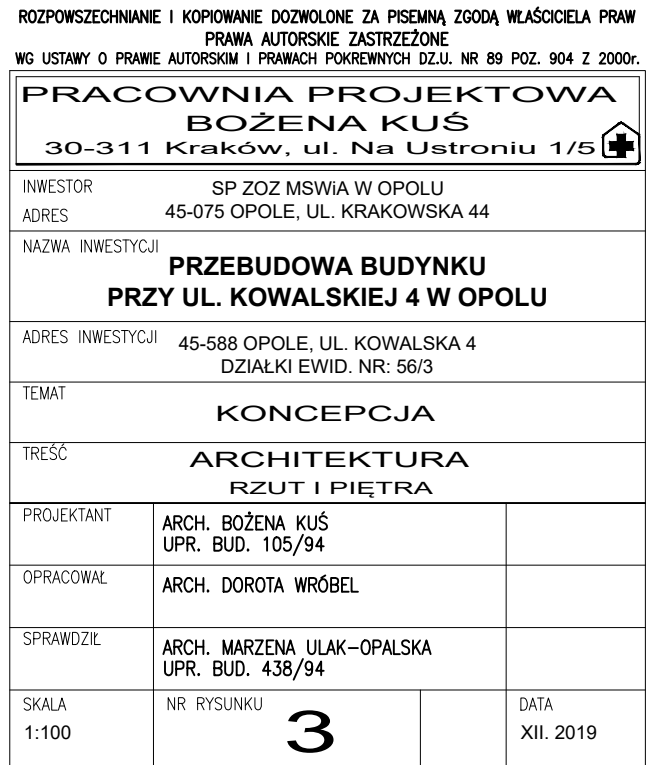 ROZPOWSZECHNIANIE I KOPIOWANIE DOZWOLONE ZA PISEMNĄ ZGODĄ WŁAŚCICIELA PRAW
PRAWA AUTORSKIE ZASTRZEŻONE
WG USTAWY O PRAWIE AUTORSKIM I PRAWACH POKREWNYCH DZ.U. NR 89 POZ. 904 Z 2000r.
PRACOWNIA PROJEKTOWA
BOŻENA KUŚ
30-311 Kraków, ul. Na Ustroniu 1/5
INWESTOR SP ZOZ MSWiA W OPOLU
ADRES 45-075 OPOLE, UL. KRAKOWSKA 44
NAZWA INWESTYCJI
PRZEBUDOWA BUDYNKU
PRZY UL. KOWALSKIEJ 4 W OPOLU
ADRES INWESTYCJI 45-588 OPOLE, UL. KOWALSKA 4
DZIAŁKI EWID. NR: 56/3
TEMAT
KONCEPCJA
TREŚĆ
ARCHITEKTURA
RZUT I PIĘTRA
PROJEKTANT ARCH. BOŻENA KUŚ
UPR. BUD. 105/94
OPRACOWAŁ ARCH. DOROTA WRÓBEL
SPRAWDZIŁ ARCH. MARZENA ULAK-OPALSKA
UPR. BUD. 438/94
SKALA NR RYSUNKU DATA
1:100 3 XII. 2019